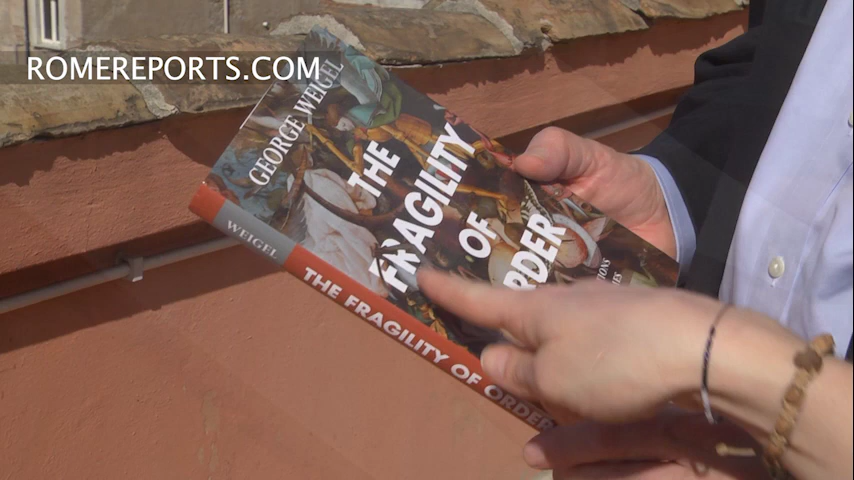 ROMEREPORTS.COM
GEORGE WEIGEL
THE
FRAGILITY
OF
ORDER
WEIGEL
THE FRAGILITY OF ORDER